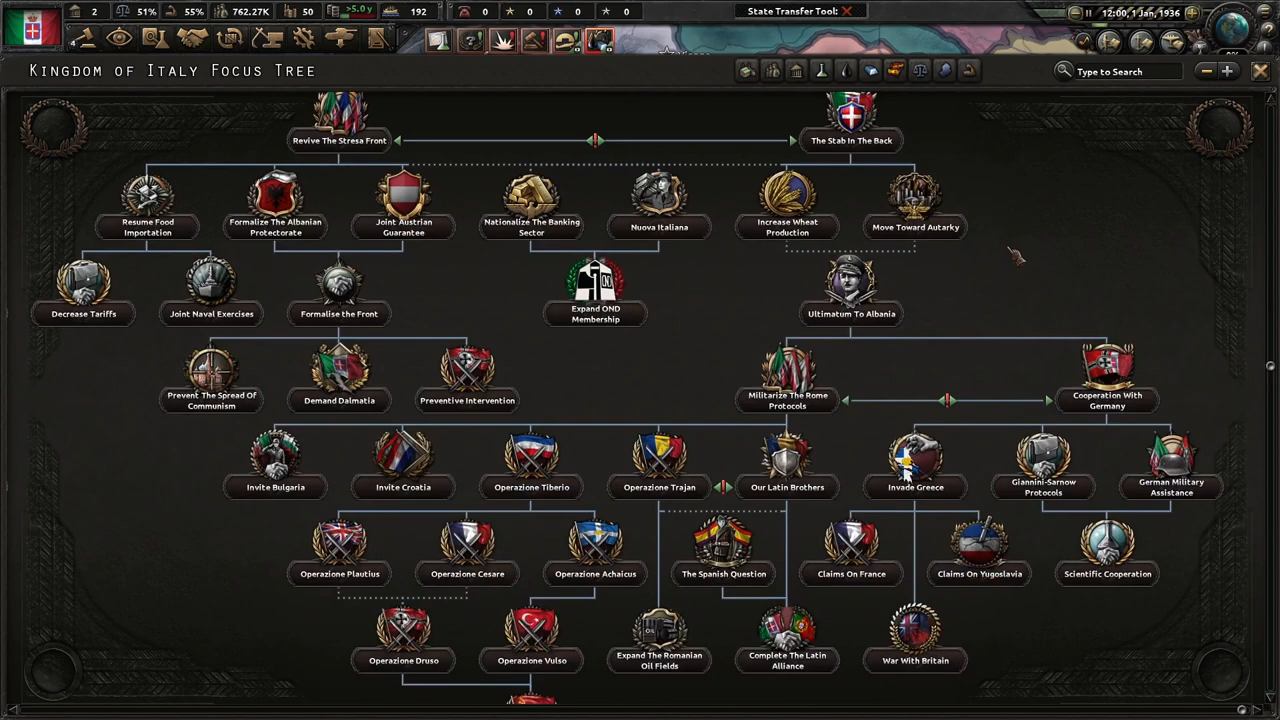 2
51%
55%
762.27K
50
>5.0 y
192
0
0
0
0
State Transfer Tool:
12:00, 1 Jan, 1936
Kingdom of Italy Focus Tree
Type to Search
Revive The Stresa Front
The Stab In The Back
Resume Food
Importation
Formalize The Albanian
Protectorate
Joint Austrian
Guarantee
Nationalize The Banking
Sector
Nuova Italiana
Increase Wheat
Production
Move Toward Autarky
Decrease Tariffs
Joint Naval Exercises
Formalise the Front
Expand OND
Membership
Ultimatum To Albania
Prevent The Spread Of
Communism
Demand Dalmatia
Preventive Intervention
Militarize The Rome
Protocols
Cooperation With
Germany
Invite Bulgaria
Invite Croatia
Operazione Tiberio
Operazione Trajan
Our Latin Brothers
Invade Greece
Giannini-Sarnow
Protocols
German Military
Assistance
Operazione Plautius
Operazione Cesare
Operazione Achaicus
The Spanish Question
Claims On France
Claims On Yugoslavia
Scientific Cooperation
Operazione Druso
Operazione Vulso
OIL
Expand The Romanian
Oil Fields
Complete The Latin
Alliance
War With Britain